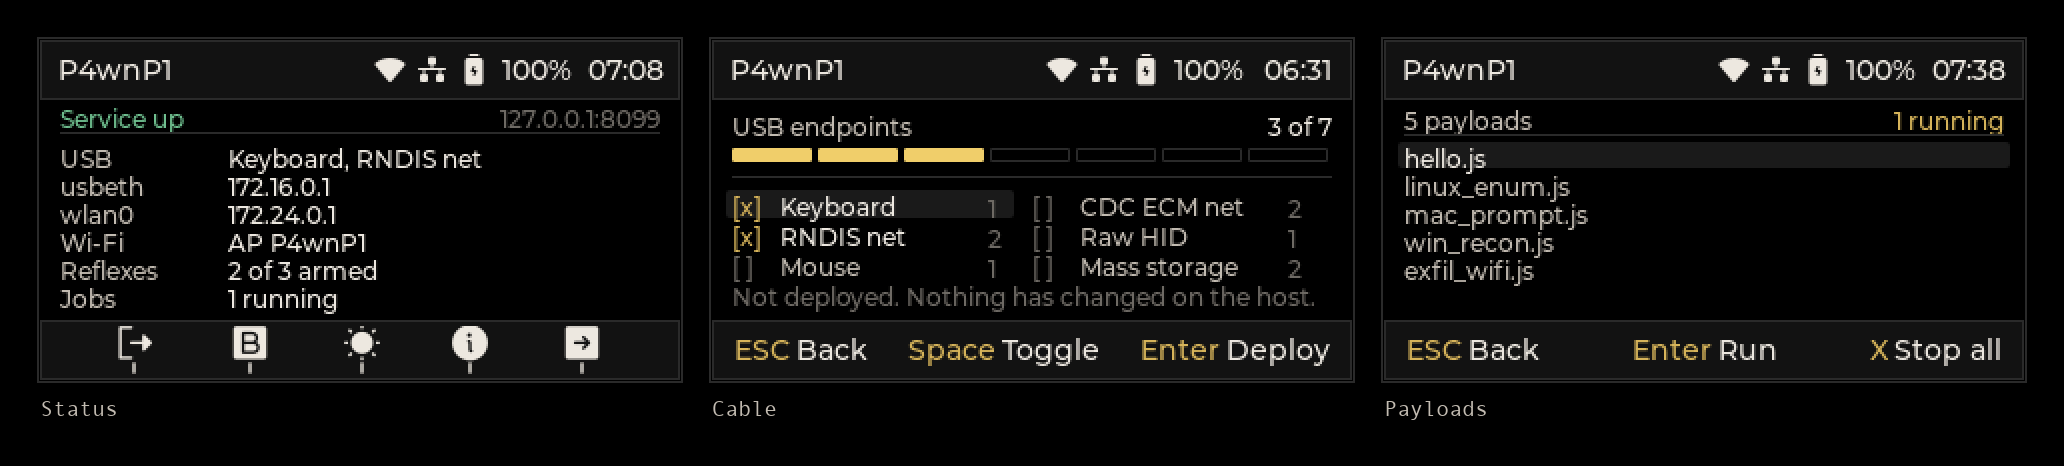 P4wnP1 100% 07:08
Service up 127.0.0.1:8099
USB Keyboard, RNDIS net
usbeth 172.16.0.1
wlan0 172.24.0.1
Wi-Fi AP P4wnP1
Reflexes 2 of 3 armed
Jobs 1 running
B i
Status
P4wnP1 100% 06:31
USB endpoints 3 of 7
[x] Keyboard 1 [ ] CDC ECM net 2
[x] RNDIS net 2 [ ] Raw HID 1
[ ] Mouse 1 [ ] Mass storage 2
Not deployed. Nothing has changed on the host.
ESC Back Space Toggle Enter Deploy
Cable
P4wnP1 100% 07:38
5 payloads 1 running
hello.js
linux_enum.js
mac_prompt.js
win_recon.js
exfil_wifi.js
ESC Back Enter Run X Stop all
Payloads